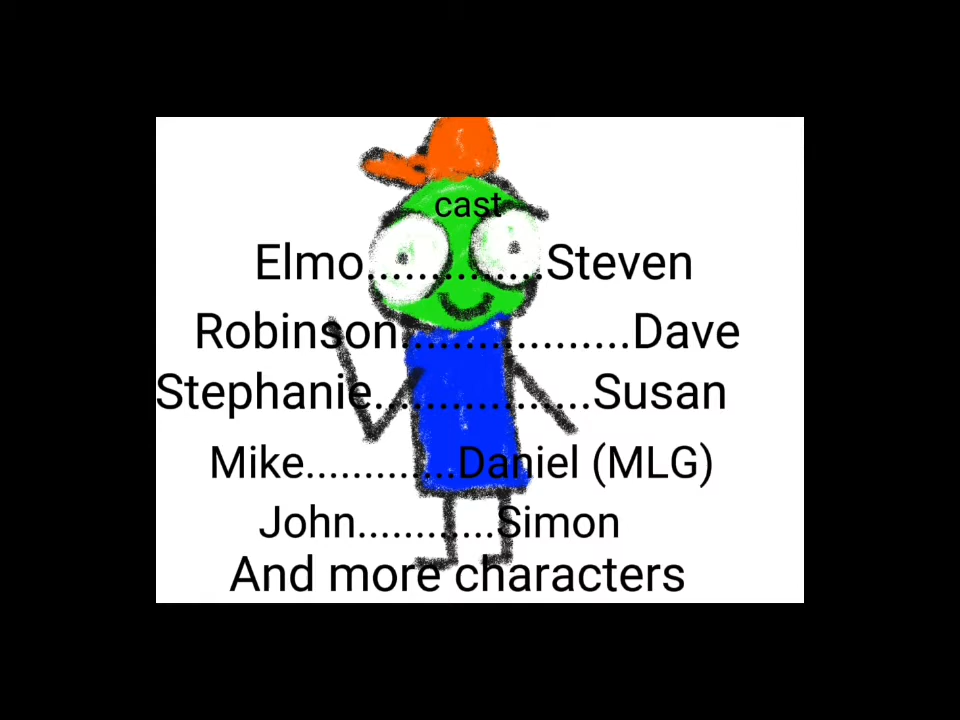 cast
Elmo.............Steven
Robinson..................Dave
Stephanie.................Susan
Mike.............Daniel (MLG)
John............Simon
And more characters